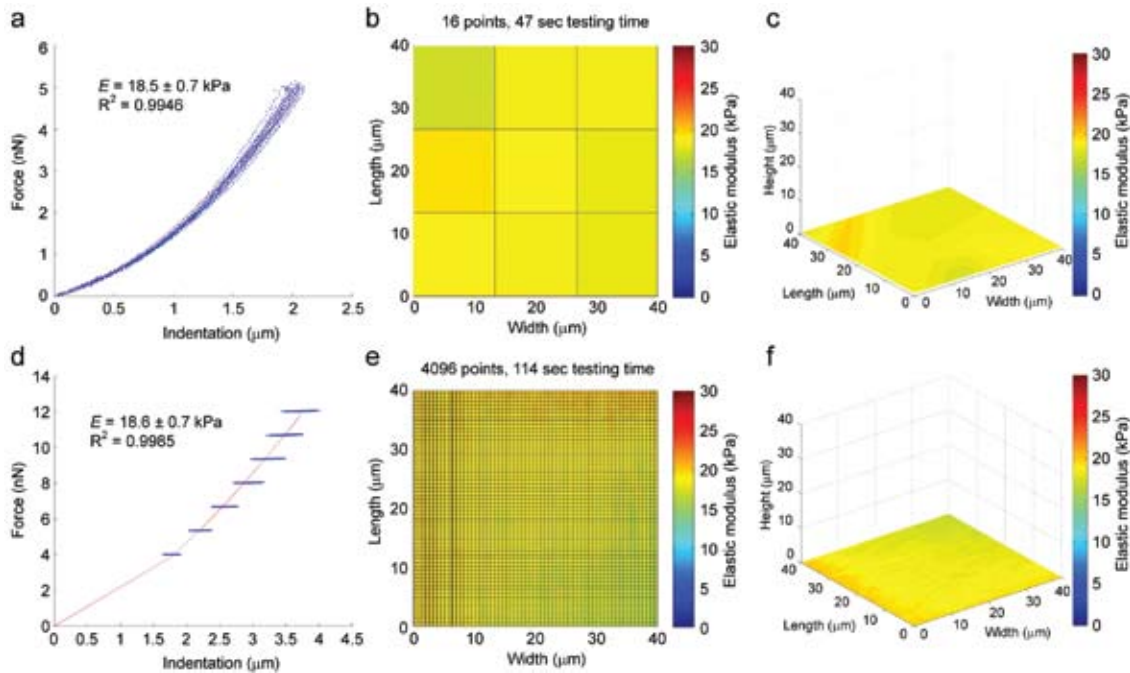 a
6
5
4
3
2
1
0
Force (nN)
E = 18.5 ± 0.7 kPa
R² = 0.9946
0 0.5 1 1.5 2 2.5
Indentation (μm)
b
16 points, 47 sec testing time
40
30
20
10
0
Length (μm)
0 10 20 30 40
Width (μm)
30
25
20
15
10
5
0
Elastic modulus (kPa)
c
40
30
20
10
0
Height (μm)
40
30
20
10
0
Length (μm)
0
10
20
30
40
Width (μm)
30
25
20
15
10
5
0
Elastic modulus (kPa)
d
14
12
10
8
6
4
2
0
Force (nN)
E = 18.6 ± 0.7 kPa
R² = 0.9985
0 0.5 1 1.5 2 2.5 3 3.5 4 4.5
Indentation (μm)
e
4096 points, 114 sec testing time
40
30
20
10
0
Length (μm)
0 10 20 30 40
Width (μm)
30
25
20
15
10
5
0
Elastic modulus (kPa)
f
40
30
20
10
0
Height (μm)
40
30
20
10
0
Length (μm)
0
10
20
30
40
Width (μm)
30
25
20
15
10
5
0
Elastic modulus (kPa)